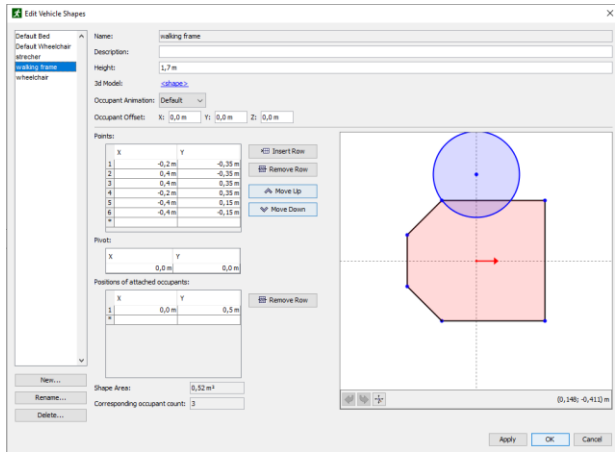 Edit Vehicle Shapes
Default Bed
Default Wheelchair
strecher
walking frame
wheelchair
New...
Rename...
Delete...
Name: walking frame
Description:
Height: 1,7 m
3d Model: <shape>
Occupant Animation: Default
Occupant Offset: X: 0,0 m Y: 0,0 m Z: 0,0 m
Points:
X Y
1 -0,2 m -0,35 m
2 0,4 m -0,35 m
3 0,4 m 0,35 m
4 -0,2 m 0,35 m
5 -0,4 m 0,15 m
6 -0,4 m -0,15 m
*
Insert Row
Remove Row
Move Up
Move Down
Pivot:
X Y
0,0 m 0,0 m
Positions of attached occupants:
X Y
1 0,0 m 0,5 m
*
Remove Row
Shape Area: 0,52 m²
Corresponding occupant count: 3
(0,148; -0,411) m
Apply OK Cancel